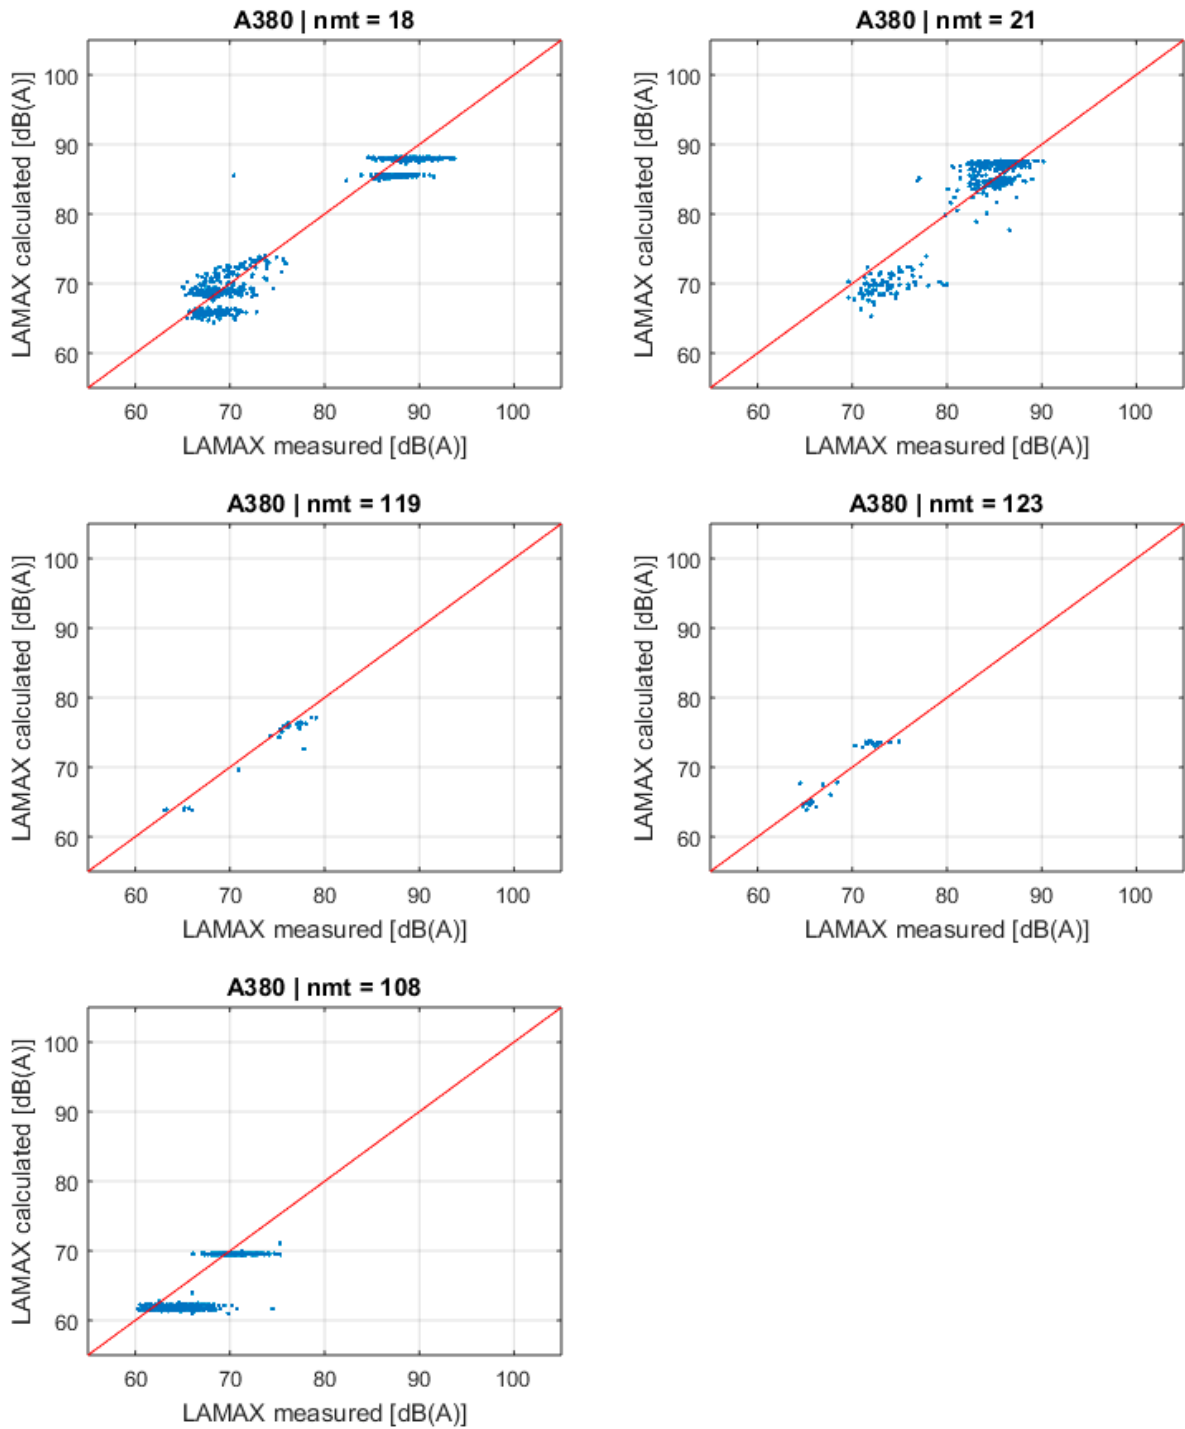 A380 | nmt = 18
100
90
80
70
60
LAMAX calculated [dB(A)]
60 70 80 90 100
LAMAX measured [dB(A)]
A380 | nmt = 21
100
90
80
70
60
LAMAX calculated [dB(A)]
60 70 80 90 100
LAMAX measured [dB(A)]
A380 | nmt = 119
100
90
80
70
60
LAMAX calculated [dB(A)]
60 70 80 90 100
LAMAX measured [dB(A)]
A380 | nmt = 123
100
90
80
70
60
LAMAX calculated [dB(A)]
60 70 80 90 100
LAMAX measured [dB(A)]
A380 | nmt = 108
100
90
80
70
60
LAMAX calculated [dB(A)]
60 70 80 90 100
LAMAX measured [dB(A)]